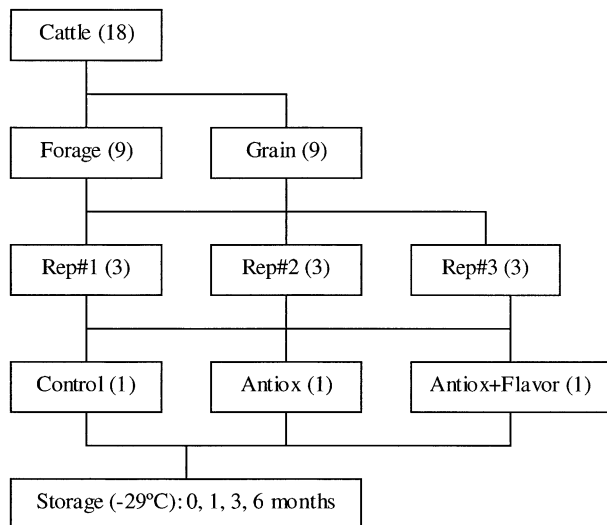 Cattle (18)
Forage (9)
Grain (9)
Rep#1 (3)
Rep#2 (3)
Rep#3 (3)
Control (1)
Antiox (1)
Antiox+Flavor (1)
Storage (-29ºC): 0, 1, 3, 6 months